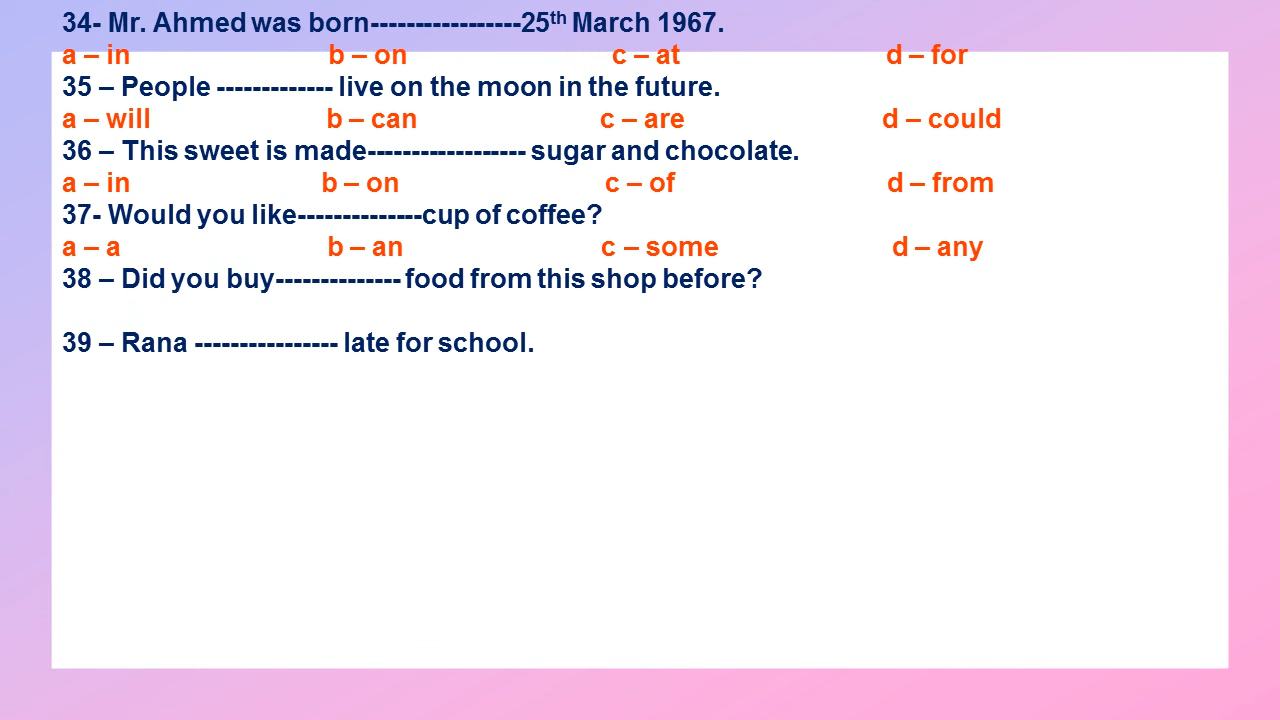 34- Mr. Ahmed was born-----------------25th March 1967.
a – in b – on c – at d – for
35 – People ------------- live on the moon in the future.
a – will b – can c – are d – could
36 – This sweet is made------------------ sugar and chocolate.
a – in b – on c – of d – from
37- Would you like--------------cup of coffee?
a – a b – an c – some d – any
38 – Did you buy-------------- food from this shop before?
39 – Rana ---------------- late for school.